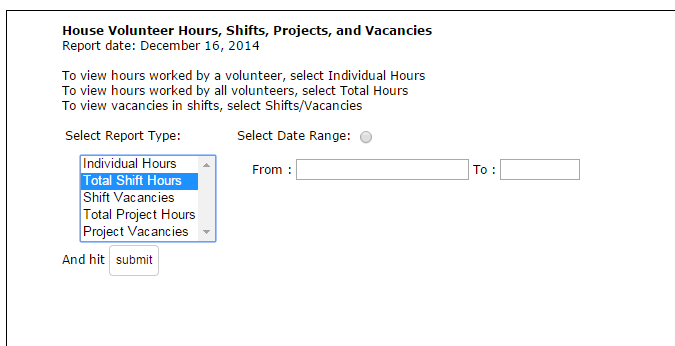 House Volunteer Hours, Shifts, Projects, and Vacancies
Report date: December 16, 2014
To view hours worked by a volunteer, select Individual Hours
To view hours worked by all volunteers, select Total Hours
To view vacancies in shifts, select Shifts/Vacancies
Select Report Type: Select Date Range:
Individual Hours
Total Shift Hours
Shift Vacancies
Total Project Hours
Project Vacancies
From : To :
And hit submit